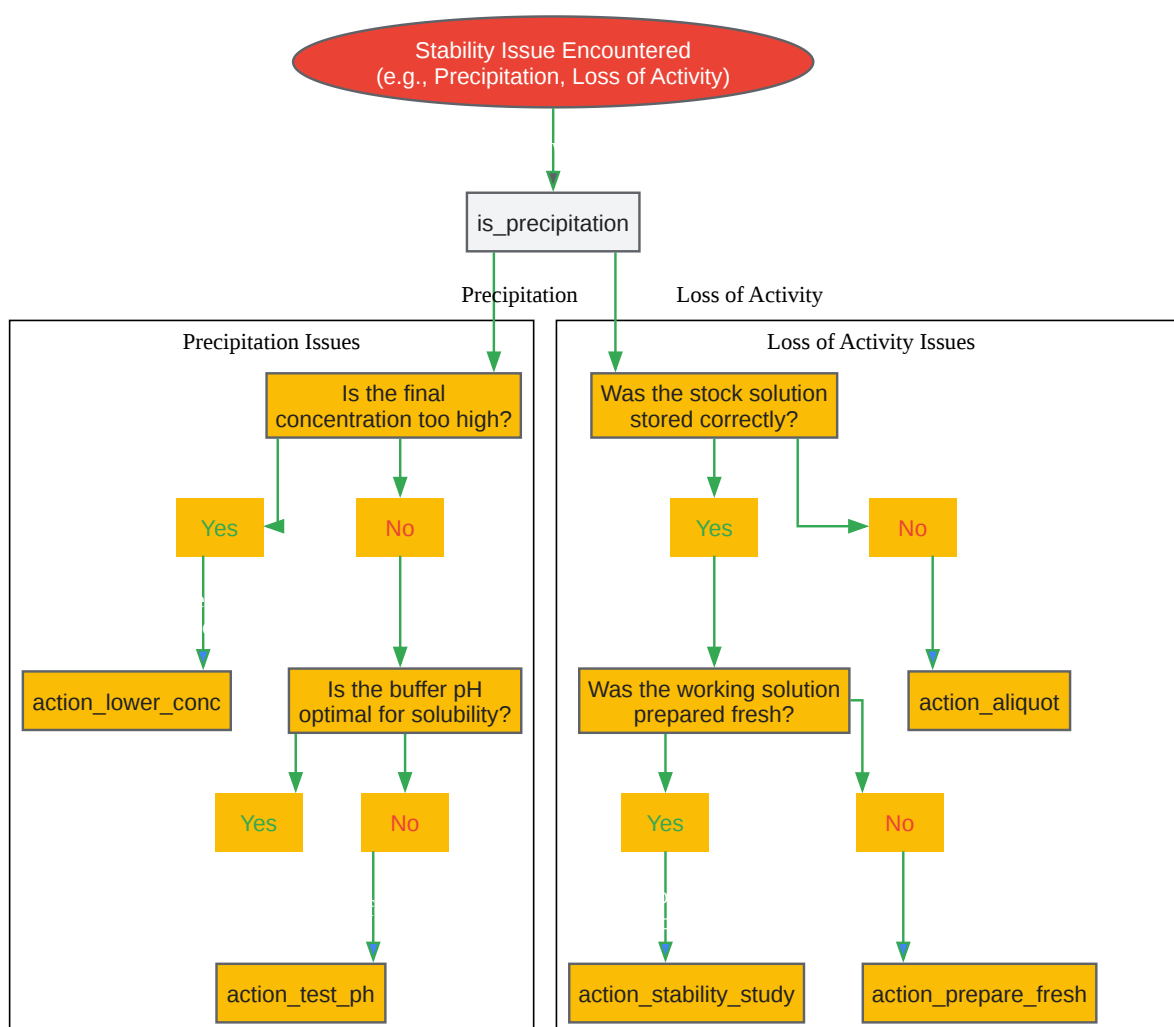 Stability Issue Encountered
(e.g., Precipitation, Loss of Activity)
is_precipitation
Precipitation
Loss of Activity
Precipitation Issues
Loss of Activity Issues
Is the final
concentration too high?
Was the stock solution
stored correctly?
Yes
No
Yes
No
action_lower_conc
Is the buffer pH
optimal for solubility?
Was the working solution
prepared fresh?
action_aliquot
Yes
No
Yes
No
action_test_ph
action_stability_study
action_prepare_fresh